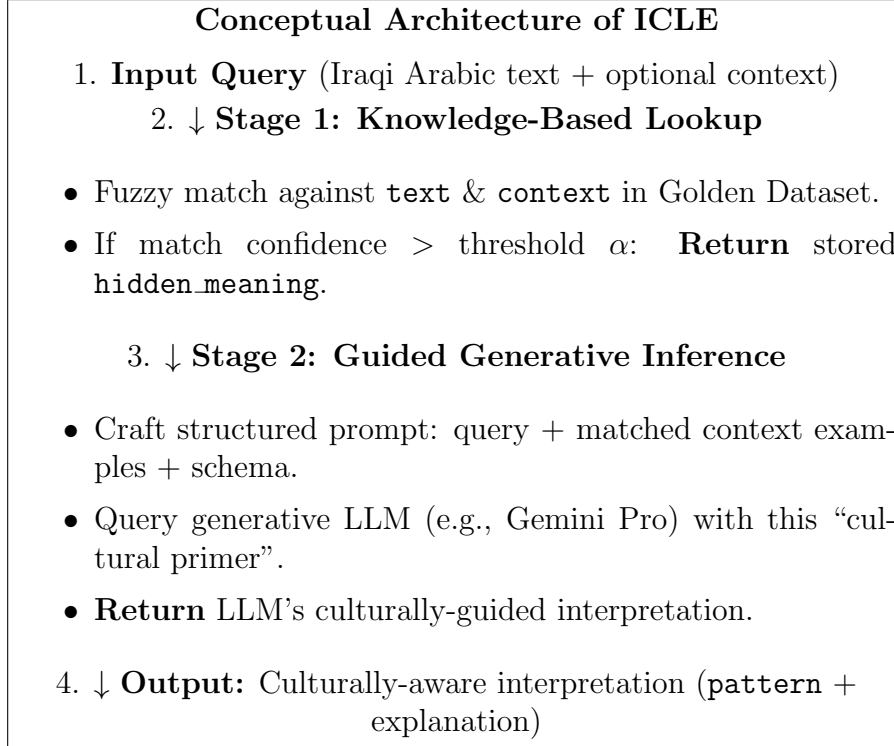 Conceptual Architecture of ICLE
1. Input Query (Iraqi Arabic text + optional context)
2. ↓ Stage 1: Knowledge-Based Lookup
• Fuzzy match against text & context in Golden Dataset.
• If match confidence > threshold α: Return stored
hidden_meaning.
3. ↓ Stage 2: Guided Generative Inference
• Craft structured prompt: query + matched context exam-
ples + schema.
• Query generative LLM (e.g., Gemini Pro) with this “cul-
tural primer”.
• Return LLM’s culturally-guided interpretation.
4. ↓ Output: Culturally-aware interpretation (pattern +
explanation)